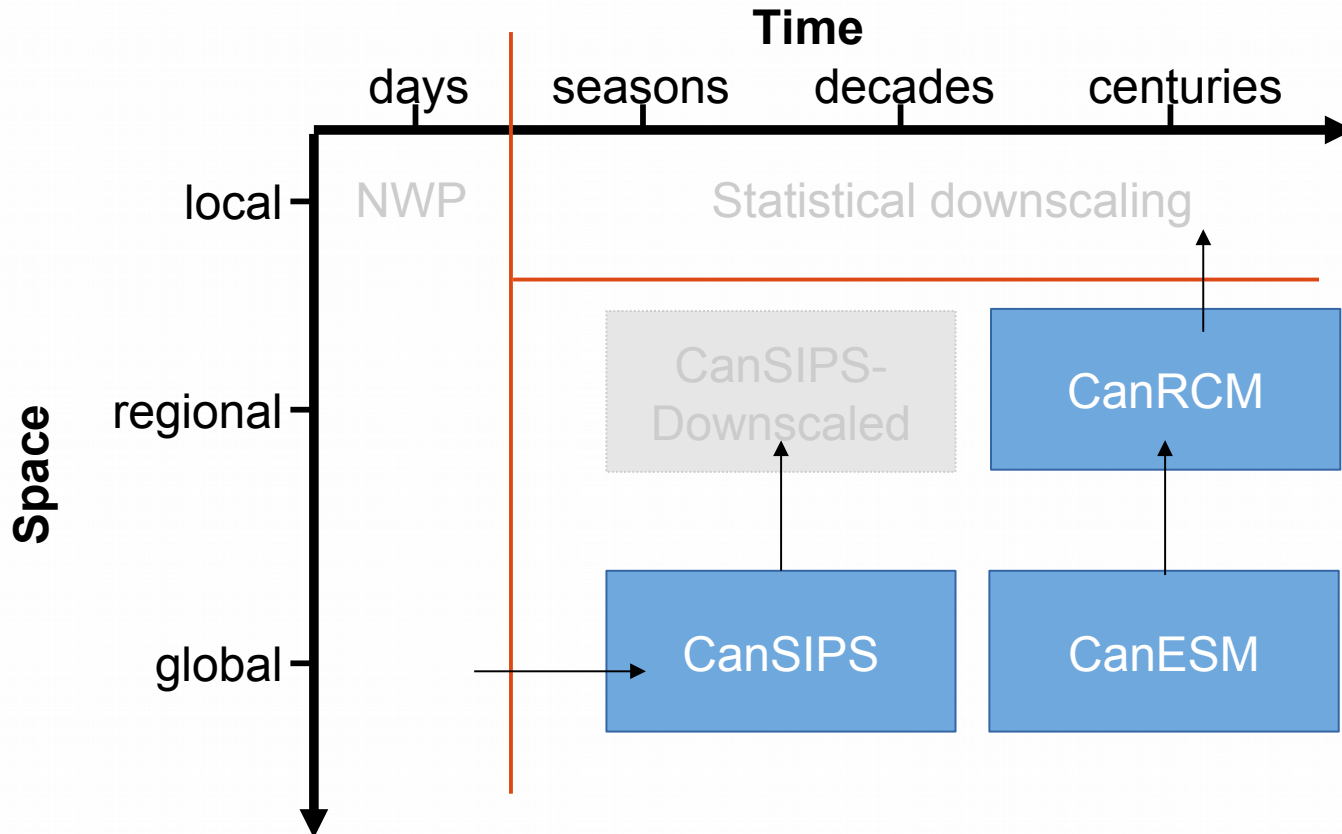 Time
days seasons decades centuries
local NWP Statistical downscaling
Space
regional
CanSIPS-
Downscaled
CanRCM
global CanSIPS CanESM